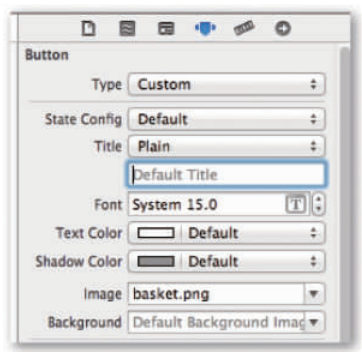 Button
Type Custom
State Config Default
Title Plain
Default Title
Font System 15.0 T
Text Color Default
Shadow Color Default
Image basket.png
Background Default Background Imag